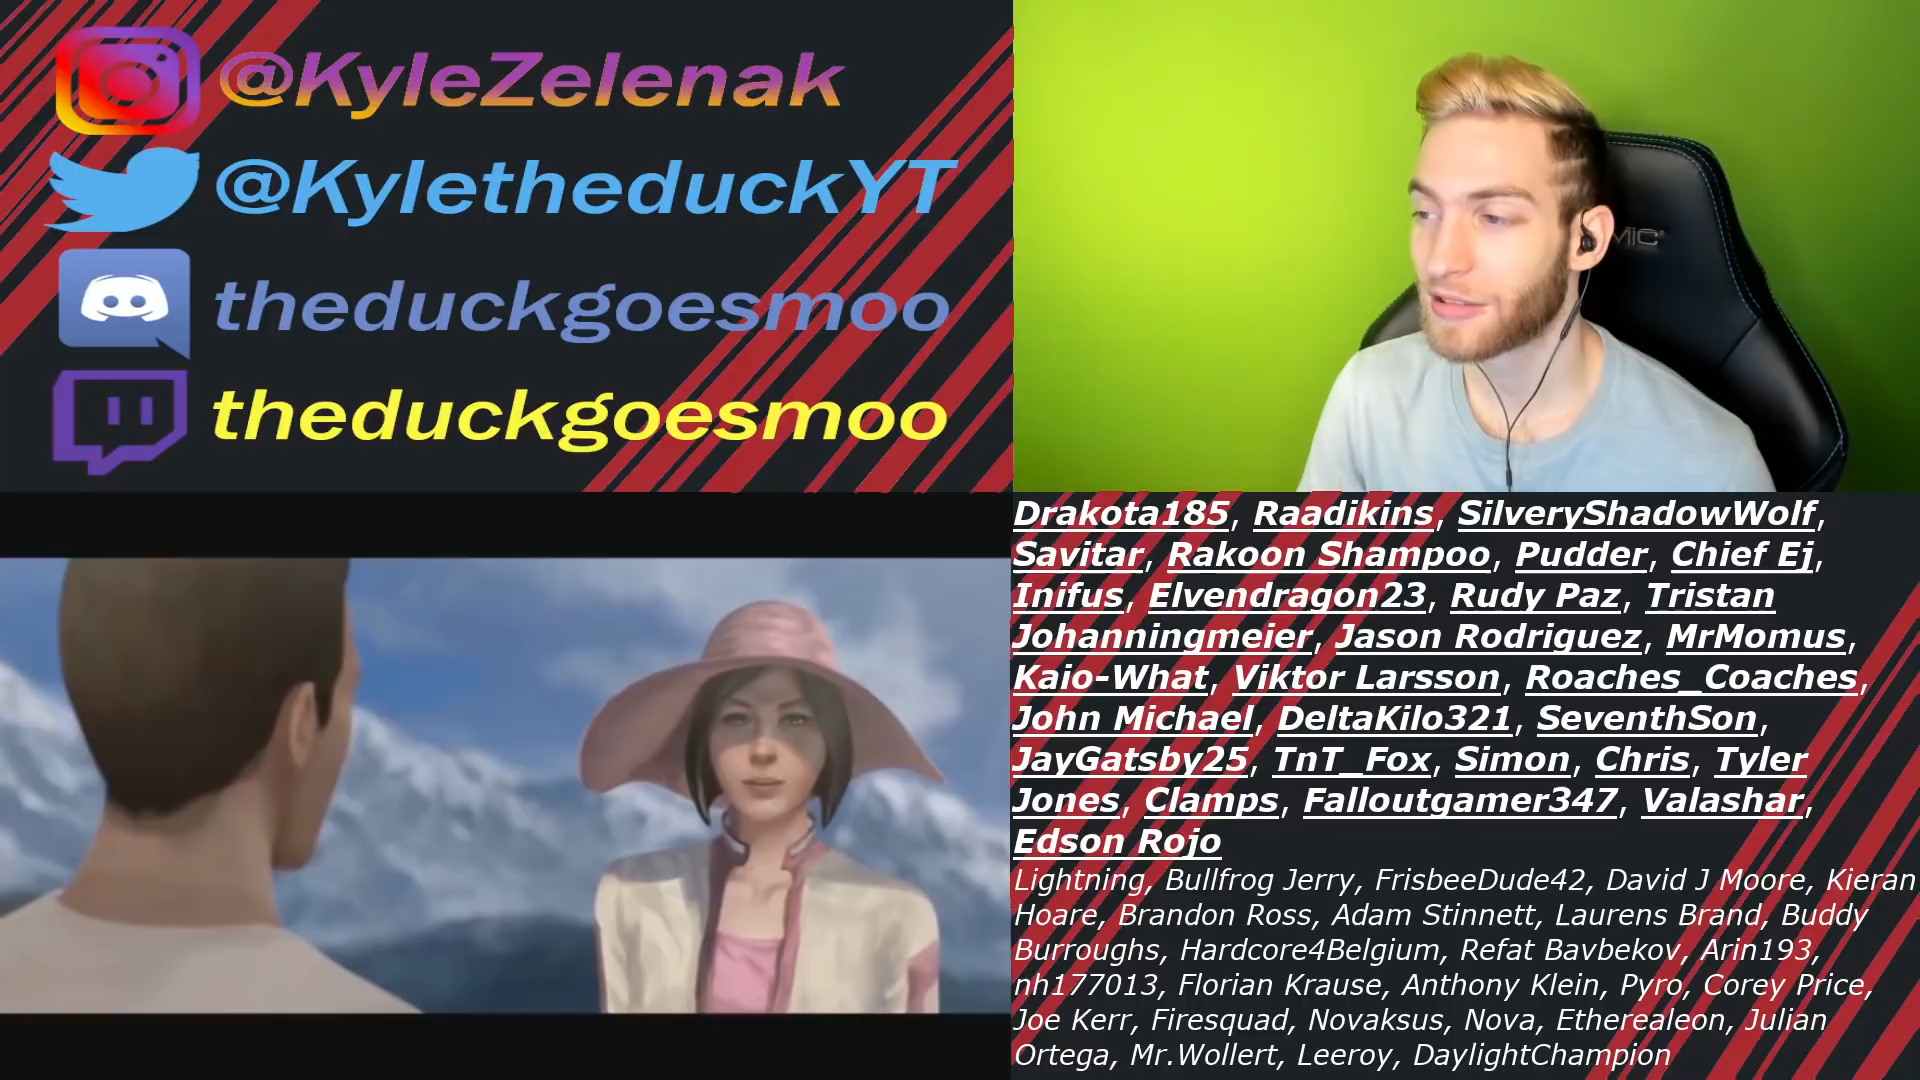 @KyleZelenak
@KyletheduckYT
theduckgoesmoo
theduckgoesmoo
Drakota185, Raadikins, SilveryShadowWolf,
Savitar, Rakoon Shampoo, Pudder, Chief Ej,
Inifus, Elvendragon23, Rudy Paz, Tristan
Johanningmeier, Jason Rodriguez, MrMomus,
Kaio-What, Viktor Larsson, Roaches_Coaches,
John Michael, DeltaKilo321, SeventhSon,
JayGatsby25, TnT_Fox, Simon, Chris, Tyler
Jones, Clamps, Falloutgamer347, Valashar,
Edson Rojo
Lightning, Bullfrog Jerry, FrisbeeDude42, David J Moore, Kieran
Hoare, Brandon Ross, Adam Stinnett, Laurens Brand, Buddy
Burroughs, Hardcore4Belgium, Refat Bavbekov, Arin193,
nh177013, Florian Krause, Anthony Klein, Pyro, Corey Price,
Joe Kerr, Firesquad, Novaksus, Nova, Etherealeon, Julian
Ortega, Mr.Wollert, Leeroy, DaylightChampion